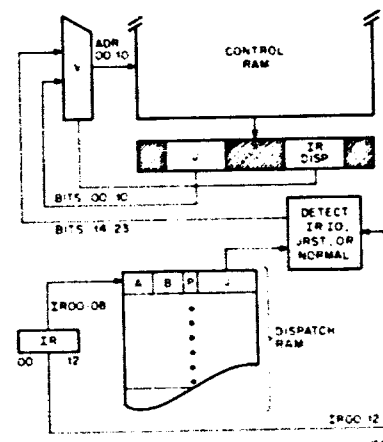 ADR
00-10
CONTROL
RAM
J
IR
DISP
BITS 00-10
BITS 14-23
DETECT
IR IO,
JRST, OR
NORMAL
IR00-08
A B P J
IR
00 12
DISPATCH
RAM
IR00-12